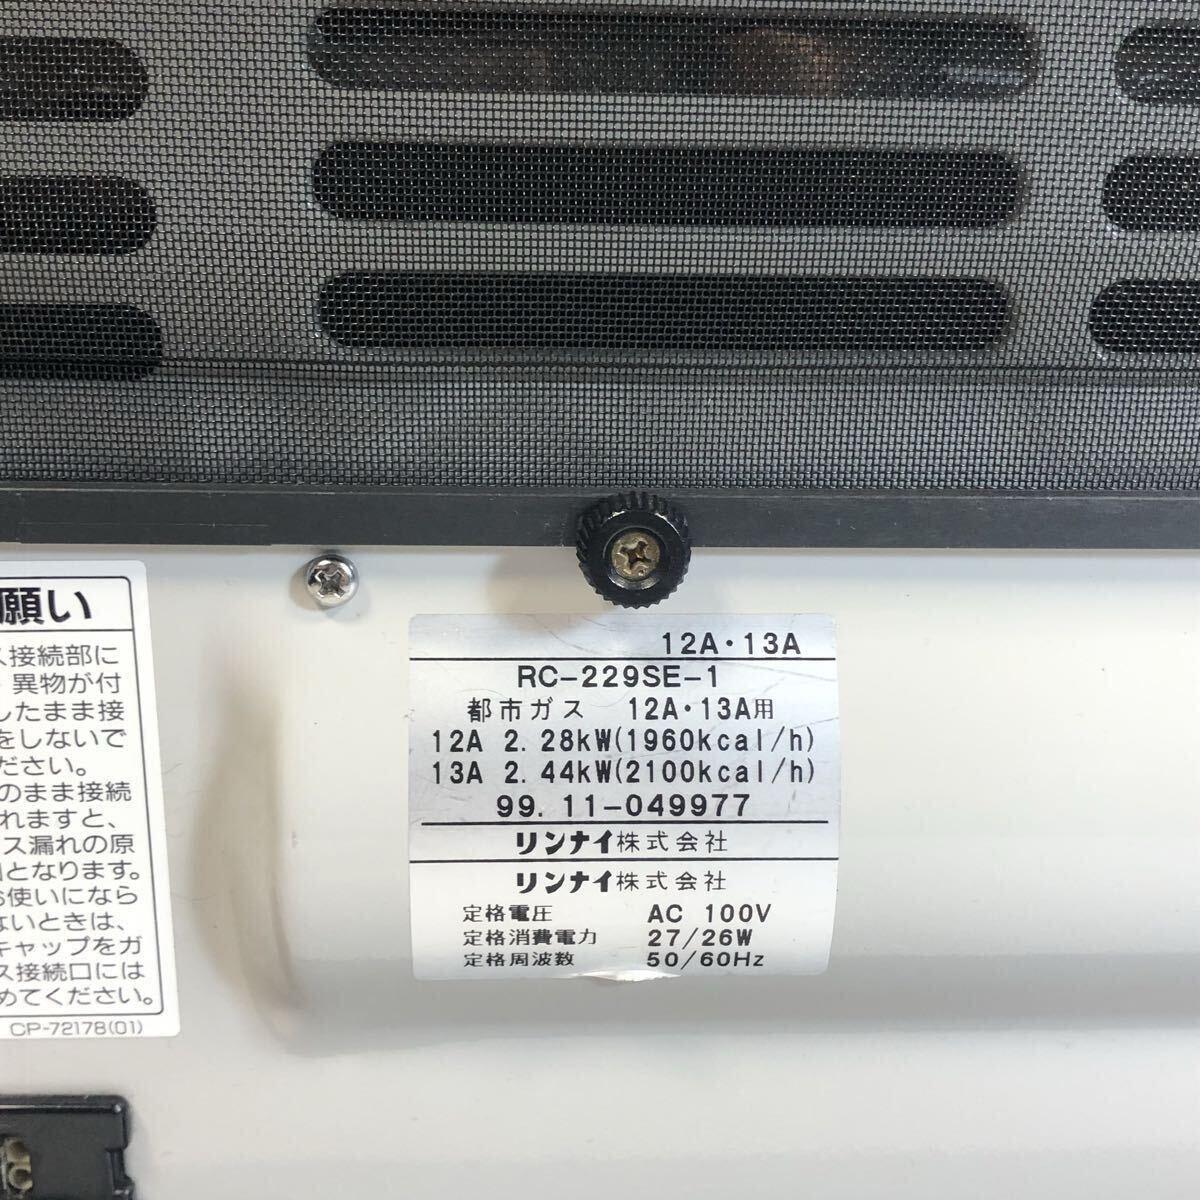 願い
ス接続部に
異物が付
したまま接
をしないで
ださい。
のまま接続
れますと、
ス漏れの原
因となります。
お使いになら
ないときは、
キャップをガ
ス接続口には
めてください。
CP-72178(01)
12A・13A
RC-229SE-1
都市ガス 12A・13A用
12A 2.28kW(1960kcal/h)
13A 2.44kW(2100kcal/h)
99.11-049977
リンナイ株式会社
リンナイ株式会社
定格電圧 AC 100V
定格消費電力 27/26W
定格周波数 50/60Hz